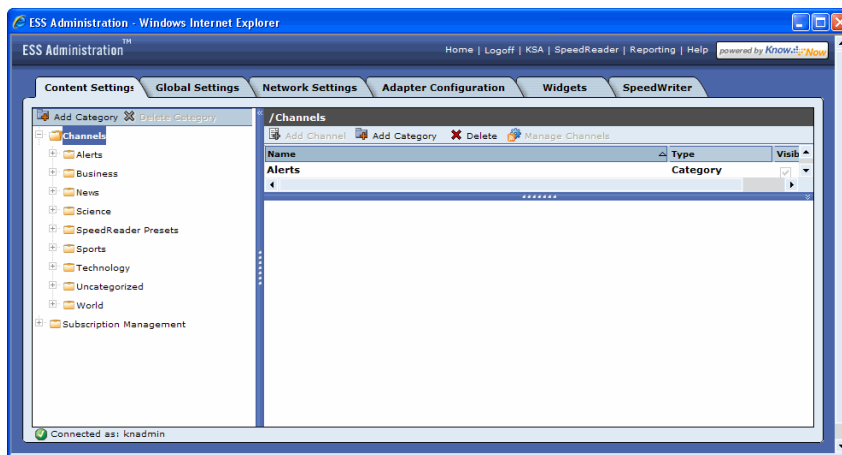 ESS Administration - Windows Internet Explorer
ESS Administration™
Home | Logoff | KSA | SpeedReader | Reporting | Help powered by KnowNow
Content Settings Global Settings Network Settings Adapter Configuration Widgets SpeedWriter
Add Category Delete Category
/Channels
Add Channel Add Category Delete Manage Channels
Name Type Visib
Alerts Category
Channels
Alerts
Business
News
Science
SpeedReader Presets
Sports
Technology
Uncategorized
World
Subscription Management
Connected as: knadmin